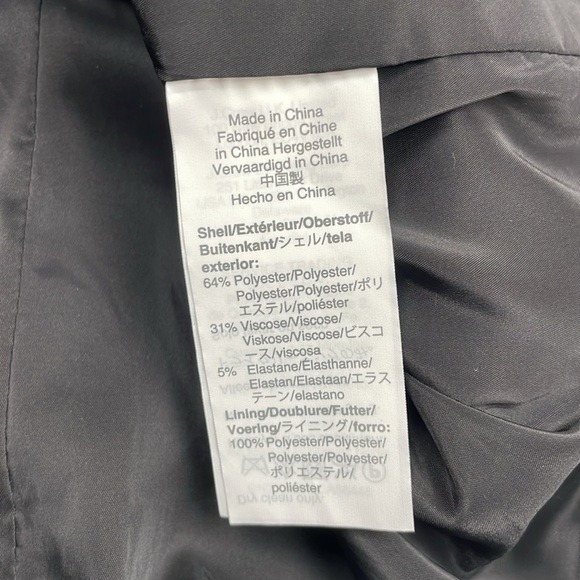 Made in China
Fabriqué en Chine
in China Hergestellt
Vervaardigd in China
中国製
Hecho en China
Shell/Extérieur/Oberstoff/
Buitenkant/シェル/tela
exterior:
64% Polyester/Polyester/
Polyester/Polyester/ポリ
エステル/poliéster
31% Viscose/Viscose/
Viskose/Viscose/ビスコ
ース/viscosa
5% Elastane/Élasthanne/
Elastan/Elastaan/エラス
テーン/elastano
Lining/Doublure/Futter/
Voering/ライニング/forro:
100% Polyester/Polyester/
Polyester/Polyester/
ポリエステル/
poliéster
Dry clean only